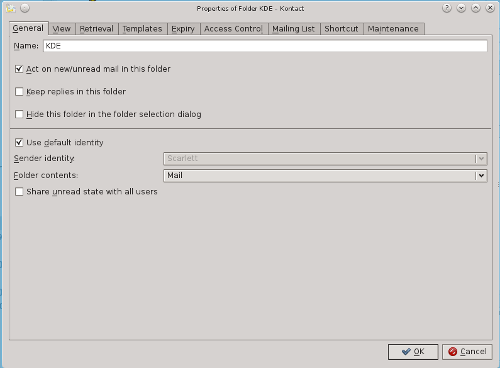 Properties of Folder KDE - Kontact
General View Retrieval Templates Expiry Access Control Mailing List Shortcut Maintenance
Name: KDE
Act on new/unread mail in this folder
Keep replies in this folder
Hide this folder in the folder selection dialog
Use default identity
Sender identity Scarlett
Folder contents: Mail
Share unread state with all users
OK Cancel